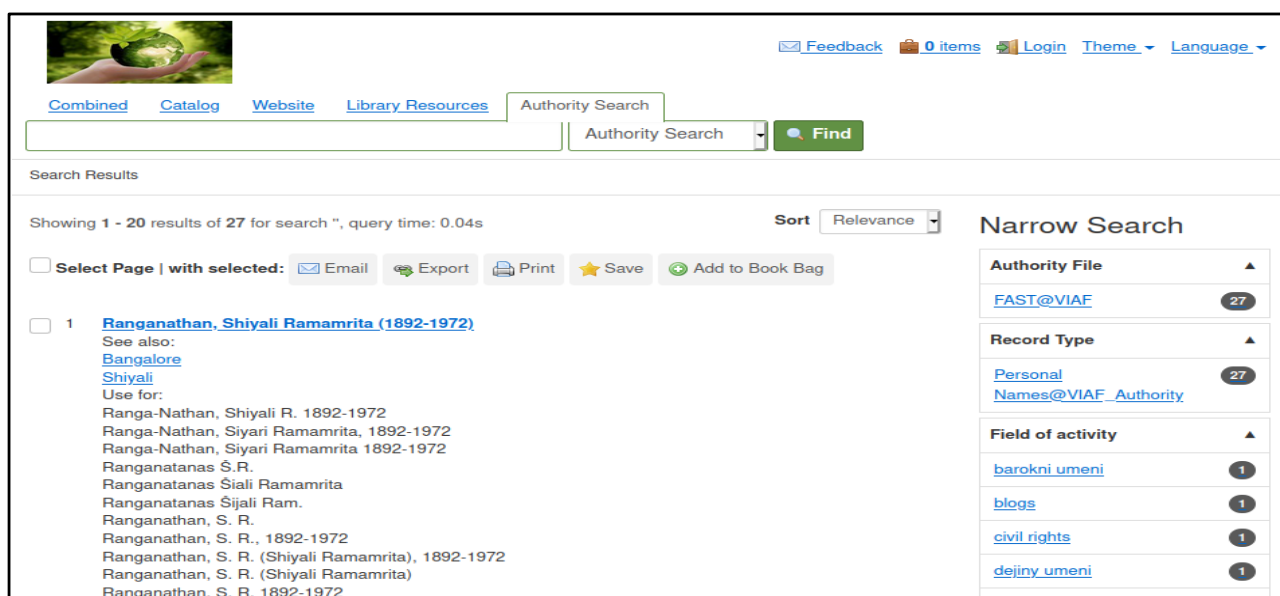 Feedback 0 items Login Theme Language
Combined Catalog Website Library Resources Authority Search
Authority Search Find
Search Results
Showing 1 - 20 results of 27 for search '', query time: 0.04s
Sort Relevance
Select Page | with selected: Email Export Print Save Add to Book Bag
1 Ranganathan, Shiyali Ramamrita (1892-1972)
See also:
Bangalore
Shiyali
Use for:
Ranga-Nathan, Shiyali R. 1892-1972
Ranga-Nathan, Siyari Ramamrita, 1892-1972
Ranga-Nathan, Siyari Ramamrita 1892-1972
Ranganatanas Š.R.
Ranganatanas Šiali Ramamrita
Ranganatanas Šijali Ram.
Ranganathan, S. R.
Ranganathan, S. R., 1892-1972
Ranganathan, S. R. (Shiyali Ramamrita), 1892-1972
Ranganathan, S. R. (Shiyali Ramamrita)
Ranganathan, S. R. 1892-1972
Narrow Search
Authority File
FAST@VIAF 27
Record Type
Personal 27
Names@VIAF_Authority
Field of activity
barokni umeni 1
blogs 1
civil rights 1
dejiny umeni 1